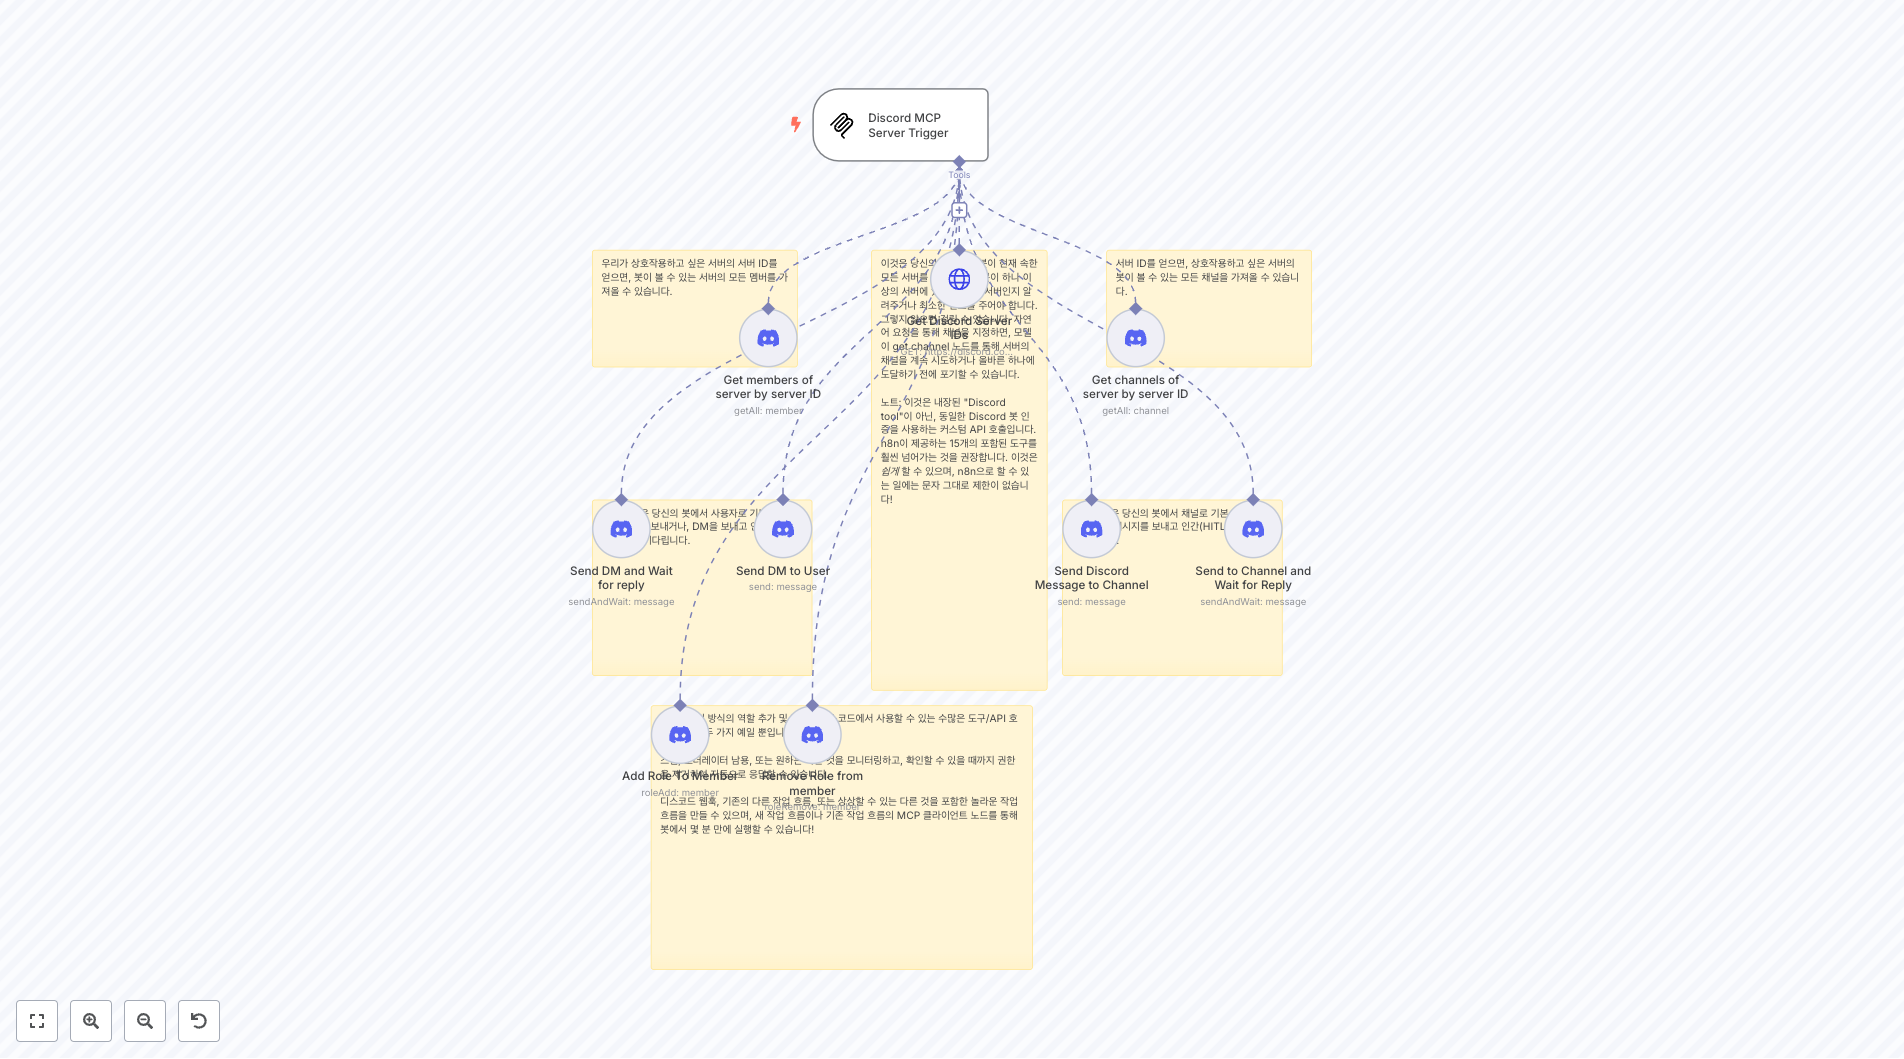 Discord MCP
Server Trigger
Tools
우리가 상호작용하고 싶은 서버의 서버 ID를
얻으면, 봇이 볼 수 있는 서버의 모든 멤버를 가
져올 수 있습니다.
Get members of
server by server ID
getAll: member
이것은 당신의 봇이 현재 속한
모든 서버를 하나 이
상의 서버에 서버인지 알
려주거나 최소한 주어야 합니다.
그렇지 않으면 걸릴 수 있습니다. 자연
어 요청을 통해 채널을 지정하면, 모델
이 get channel 노드를 통해 서버의
채널을 계속 시도하거나 올바른 하나에
도달하기 전에 포기할 수 있습니다.
노트: 이것은 내장된 "Discord
tool"이 아닌, 동일한 Discord 봇 인
증을 사용하는 커스텀 API 호출입니다.
n8n이 제공하는 15개의 포함된 도구를
훨씬 넘어가는 것을 권장합니다. 이것은
쉽게 할 수 있으며, n8n으로 할 수 있
는 일에는 문자 그대로 제한이 없습니
다!
Get Discord Server
IDs
GET: https://discord.co...
서버 ID를 얻으면, 상호작용하고 싶은 서버의
봇이 볼 수 있는 모든 채널을 가져올 수 있습니
다.
Get channels of
server by server ID
getAll: channel
당신의 봇에서 사용자로
보내거나, DM을 보내고
다립니다.
Send DM and Wait
for reply
sendAndWait: message
Send DM to User
send: message
당신의 봇에서 채널로 기본
시지를 보내고 인간(HITL
Send Discord
Message to Channel
send: message
Send to Channel and
Wait for Reply
sendAndWait: message
방식의 역할 추가 및 코드에서 사용할 수 있는 수많은 도구/API 호
가지 예일 뿐입니
모더레이터 남용, 또는 원하는 것을 모니터링하고, 확인할 수 있을 때까지 권한
을 제거하여 자동으로 응답할 수 있습니다.
디스코드 웹훅, 기존의 다른 작업 흐름, 또는 상상할 수 있는 다른 것을 포함한 놀라운 작업
흐름을 만들 수 있으며, 새 작업 흐름이나 기존 작업 흐름의 MCP 클라이언트 노드를 통해
봇에서 몇 분 만에 실행할 수 있습니다!
Add Role To Member
roleAdd: member
Remove Role from
member
roleRemove: member